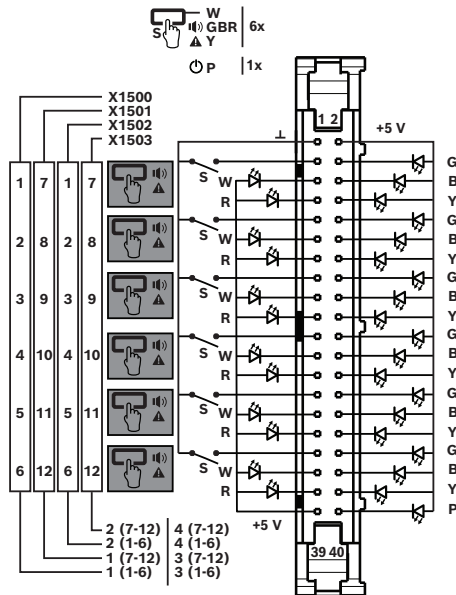 W
S GBR 6x
Y
P 1x
X1500
X1501
X1502
X1503
1 2
⊥ +5 V
G
1 7 1 7 S W B
R Y
G
2 8 2 8 S W B
R Y
G
3 9 3 9 S W B
R Y
G
4 10 4 10 S W B
R Y
G
5 11 5 11 S W B
R Y
G
6 12 6 12 S W B
R Y
P
+5 V
39 40
2 (7-12) 4 (7-12)
2 (1-6) 4 (1-6)
1 (7-12) 3 (7-12)
1 (1-6) 3 (1-6)